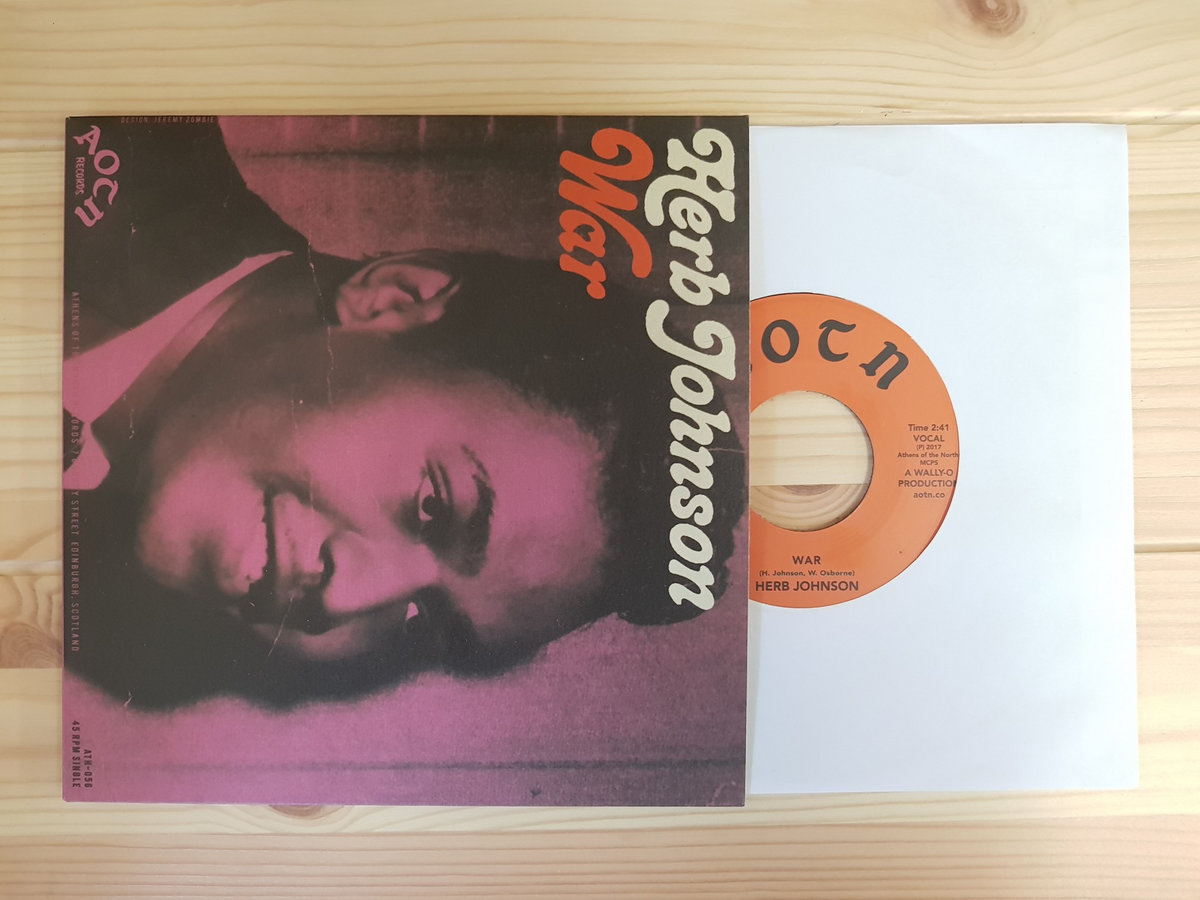 Herb Johnson
War
DESIGN: JEREMY ZOMBIE
AOTN
RECORDS
STREET, EDINBURGH, SCOTLAND
ATH-056
45 RPM SINGLE
OTN
Time 2:41
VOCAL
(P) 2017
Athens of the North
MCPS
A WALLY-O
PRODUCTION
aotn.co
WAR
(H. Johnson, W. Osborne)
HERB JOHNSON